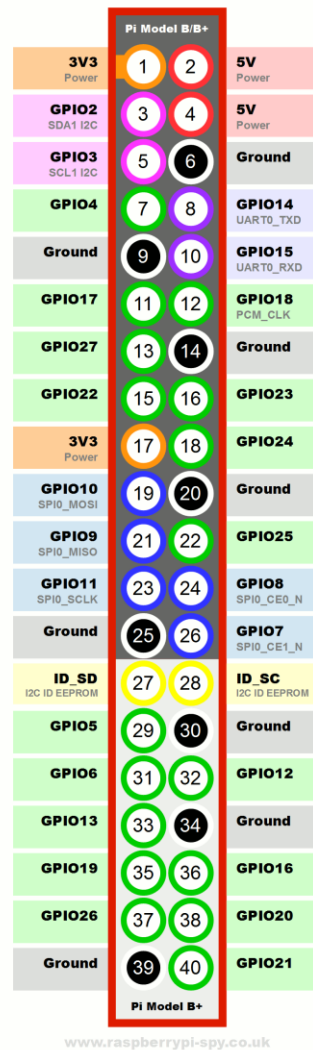 Pi Model B/B+
3V3 1 2 5V
Power Power
GPIO2 3 4 5V
SDA1 I2C Power
GPIO3 5 6 Ground
SCL1 I2C
GPIO4 7 8 GPIO14
UART0_TXD
Ground 9 10 GPIO15
UART0_RXD
GPIO17 11 12 GPIO18
PCM_CLK
GPIO27 13 14 Ground
GPIO22 15 16 GPIO23
3V3 17 18 GPIO24
Power
GPIO10 19 20 Ground
SPI0_MOSI
GPIO9 21 22 GPIO25
SPI0_MISO
GPIO11 23 24 GPIO8
SPI0_SCLK SPI0_CE0_N
Ground 25 26 GPIO7
SPI0_CE1_N
ID_SD 27 28 ID_SC
I2C ID EEPROM I2C ID EEPROM
GPIO5 29 30 Ground
GPIO6 31 32 GPIO12
GPIO13 33 34 Ground
GPIO19 35 36 GPIO16
GPIO26 37 38 GPIO20
Ground 39 40 GPIO21
Pi Model B+
www.raspberrypi-spy.co.uk